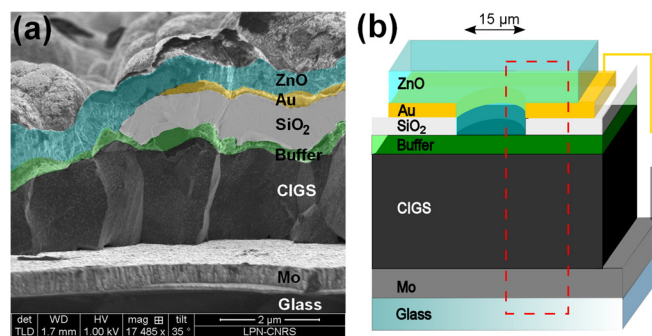 (a)
ZnO
Au
SiO₂
Buffer
CIGS
Mo
Glass
det WD HV mag ⊞ tilt
TLD 1.7 mm 1.00 kV 17 485 x 35 ° 2 µm LPN-CNRS
(b)
15 µm
ZnO
Au
SiO₂
Buffer
CIGS
Mo
Glass